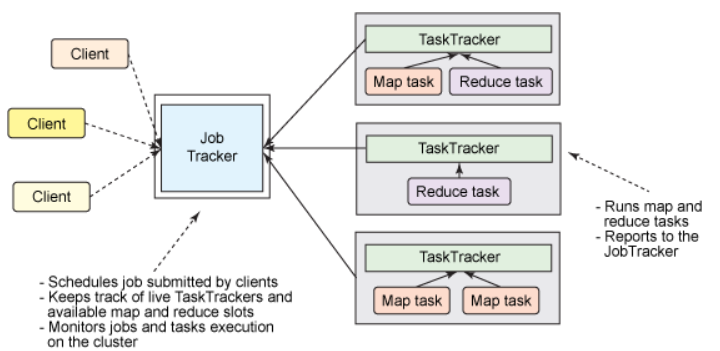 Client
Client
Client
Job
Tracker
TaskTracker
Map task
Reduce task
TaskTracker
Reduce task
TaskTracker
Map task
Map task
- Schedules job submitted by clients
- Keeps track of live TaskTrackers and
available map and reduce slots
- Monitors jobs and tasks execution
on the cluster
- Runs map and
reduce tasks
- Reports to the
JobTracker